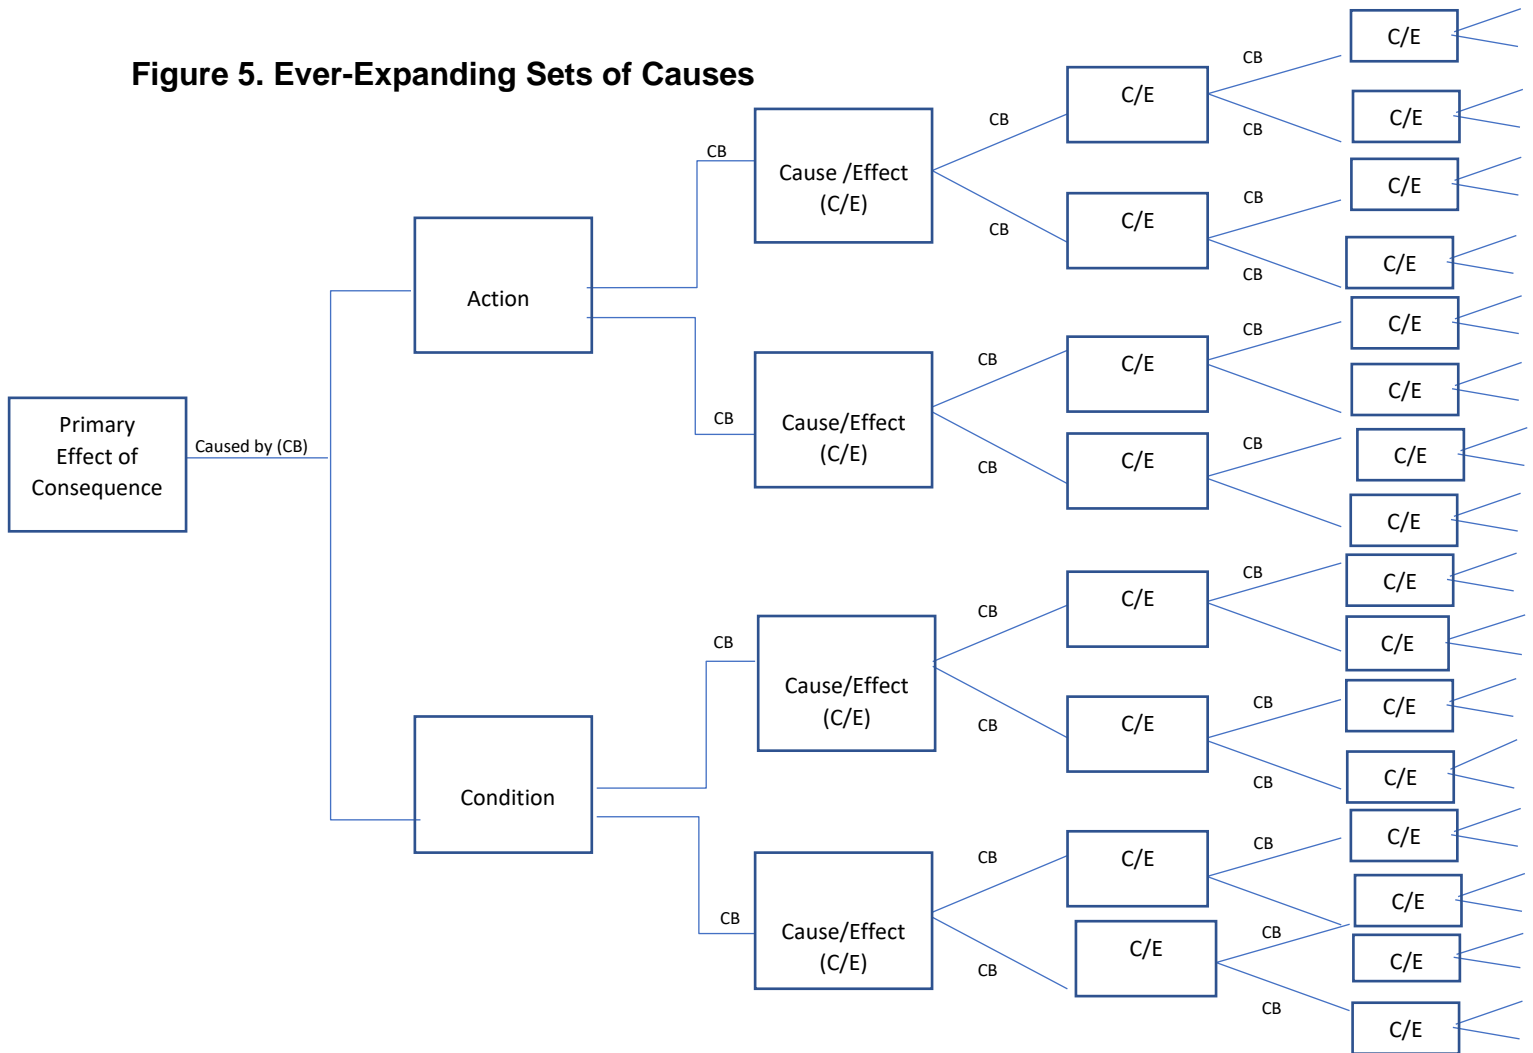 Figure 5. Ever-Expanding Sets of Causes
Primary
Effect of
Consequence
Caused by (CB)
Action
Condition
CB
Cause /Effect
(C/E)
CB
Cause/Effect
(C/E)
CB
Cause/Effect
(C/E)
CB
Cause/Effect
(C/E)
CB
C/E
CB
C/E
CB
C/E
CB
C/E
CB
C/E
CB
C/E
CB
C/E
CB
C/E
CB
C/E
CB
C/E
CB
C/E
CB
C/E
CB
C/E
C/E
CB
C/E
C/E
CB
C/E
C/E
CB
C/E
CB
C/E
CB
C/E
C/E
CB
C/E
CB
C/E